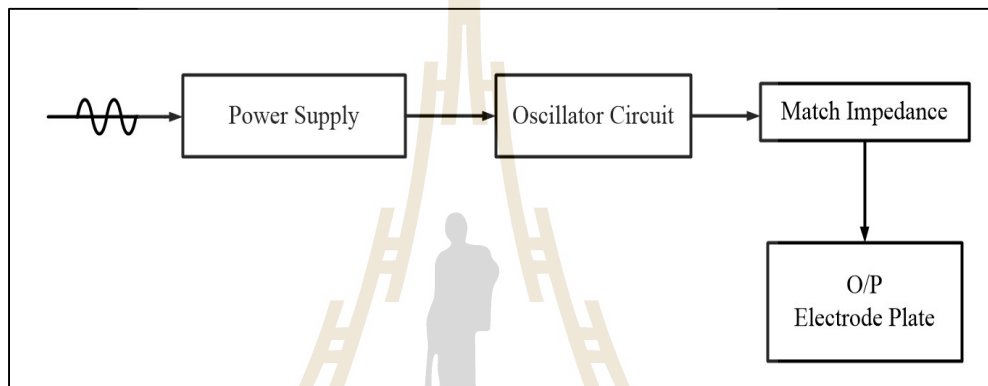 Power Supply
Oscillator Circuit
Match Impedance
O/P
Electrode Plate